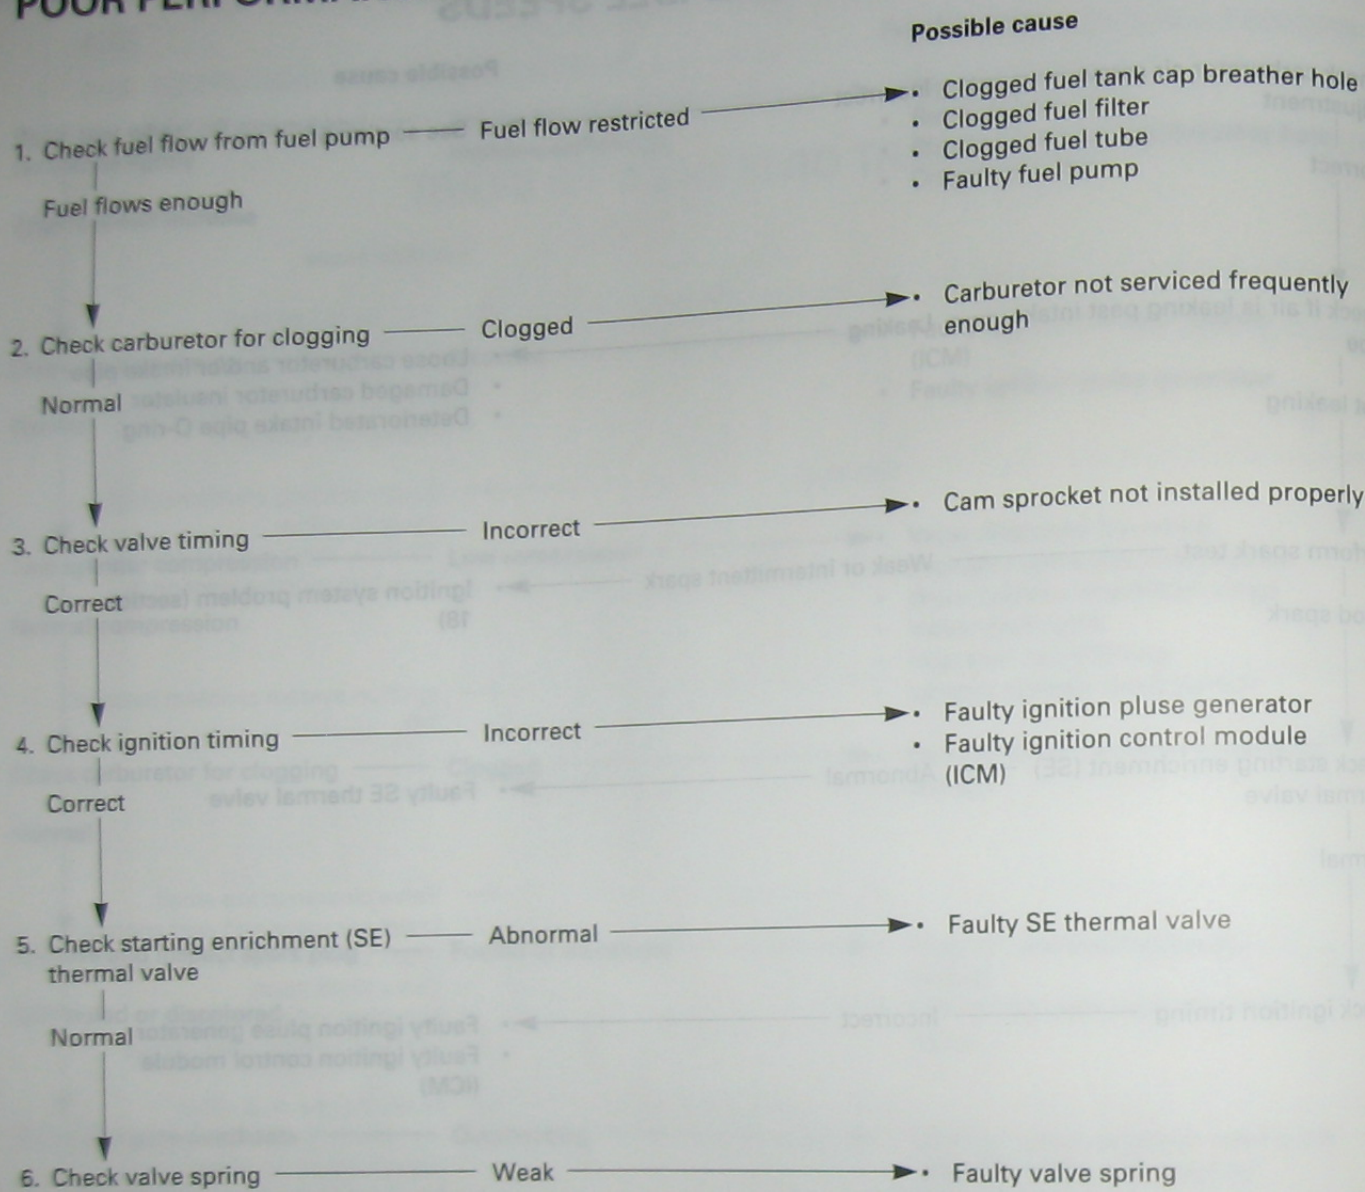 POOR
Possible cause
1. Check fuel flow from fuel pump Fuel flow restricted • Clogged fuel tank cap breather hole
• Clogged fuel filter
• Clogged fuel tube
• Faulty fuel pump
Fuel flows enough
2. Check carburetor for clogging Clogged • Carburetor not serviced frequently
enough
Normal
3. Check valve timing Incorrect • Cam sprocket not installed properly
Correct
4. Check ignition timing Incorrect • Faulty ignition pluse generator
• Faulty ignition control module
(ICM)
Correct
5. Check starting enrichment (SE) Abnormal • Faulty SE thermal valve
thermal valve
Normal
6. Check valve spring Weak • Faulty valve spring